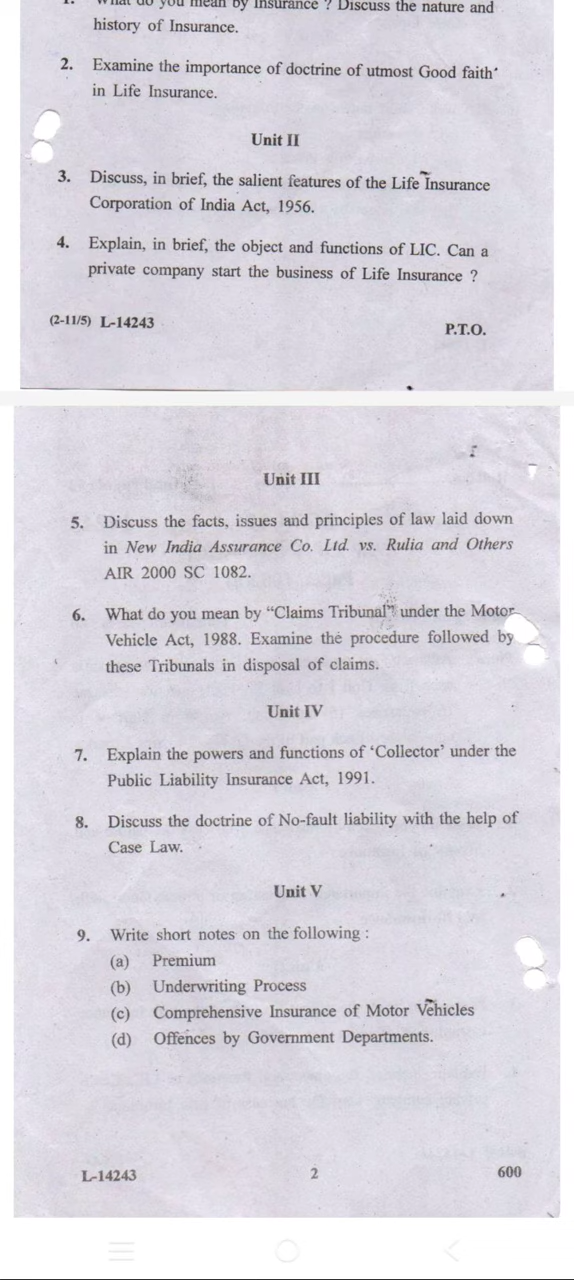 1. What do you mean by Insurance ? Discuss the nature and
history of Insurance.
2. Examine the importance of doctrine of utmost Good faith'
in Life Insurance.
Unit II
3. Discuss, in brief, the salient features of the Life Insurance
Corporation of India Act, 1956.
4. Explain, in brief, the object and functions of LIC. Can a
private company start the business of Life Insurance ?
(2-11/5) L-14243
P.T.O.
Unit III
5. Discuss the facts, issues and principles of law laid down
in New India Assurance Co. Ltd. vs. Rulia and Others
AIR 2000 SC 1082.
6. What do you mean by “Claims Tribunal” under the Motor
Vehicle Act, 1988. Examine the procedure followed by
these Tribunals in disposal of claims.
Unit IV
7. Explain the powers and functions of ‘Collector’ under the
Public Liability Insurance Act, 1991.
8. Discuss the doctrine of No-fault liability with the help of
Case Law.
Unit V
9. Write short notes on the following :
(a) Premium
(b) Underwriting Process
(c) Comprehensive Insurance of Motor Vehicles
(d) Offences by Government Departments.
L-14243 2 600